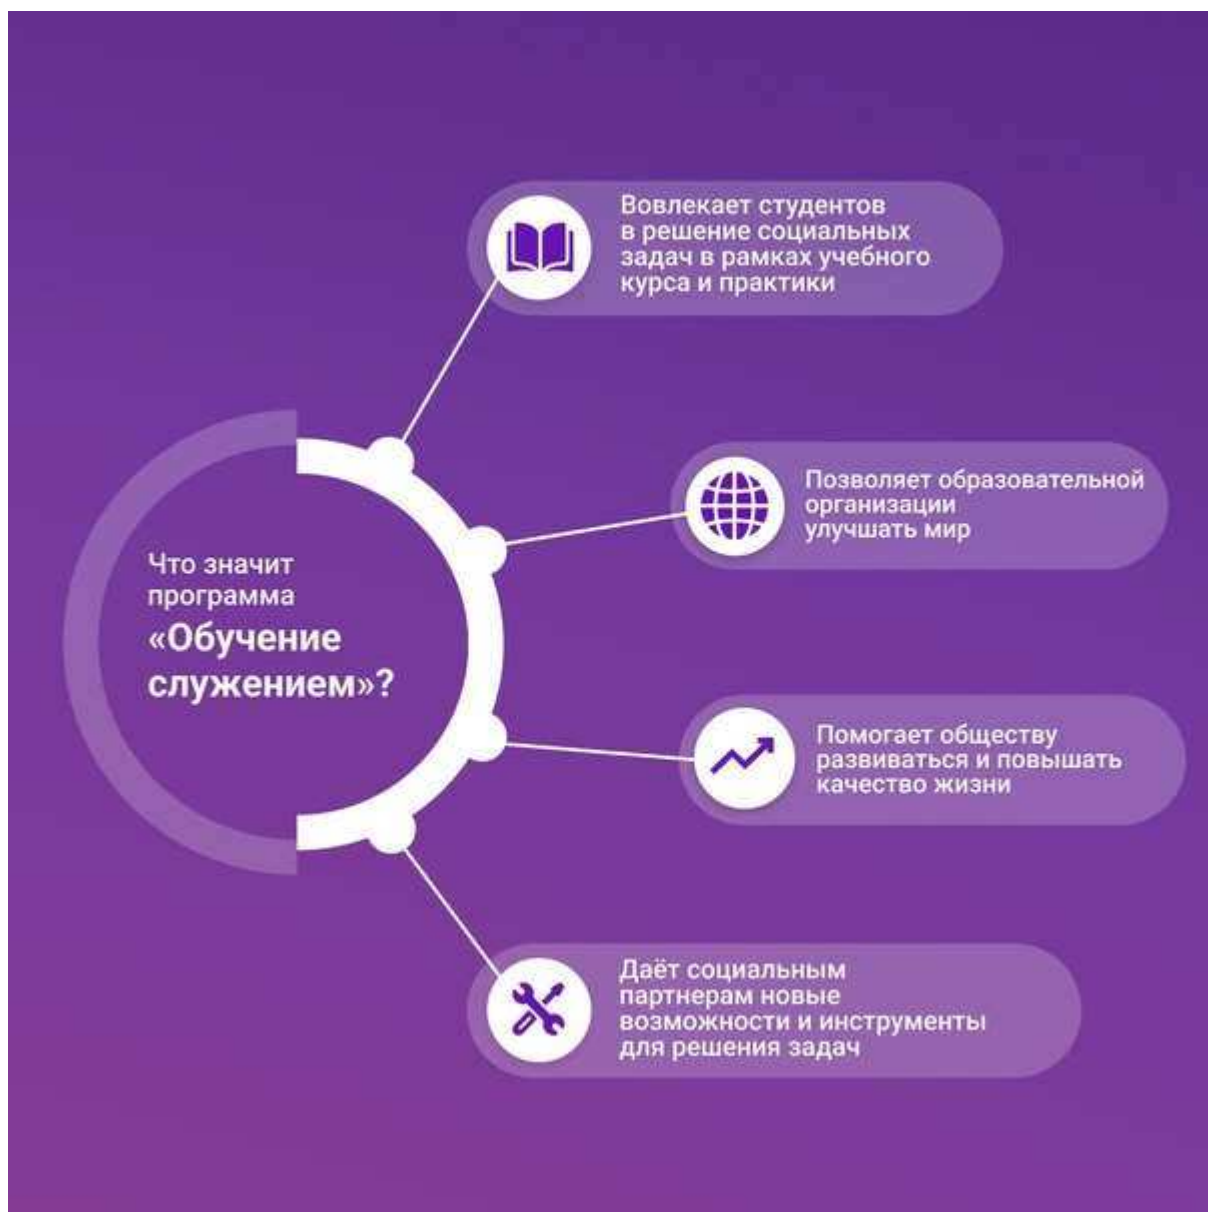 Вовлекает студентов
в решение социальных
задач в рамках учебного
курса и практики
Позволяет образовательной
организации
улучшать мир
Что значит
программа
«Обучение
служением»?
Помогает обществу
развиваться и повышать
качество жизни
Даёт социальным
партнерам новые
возможности и инструменты
для решения задач